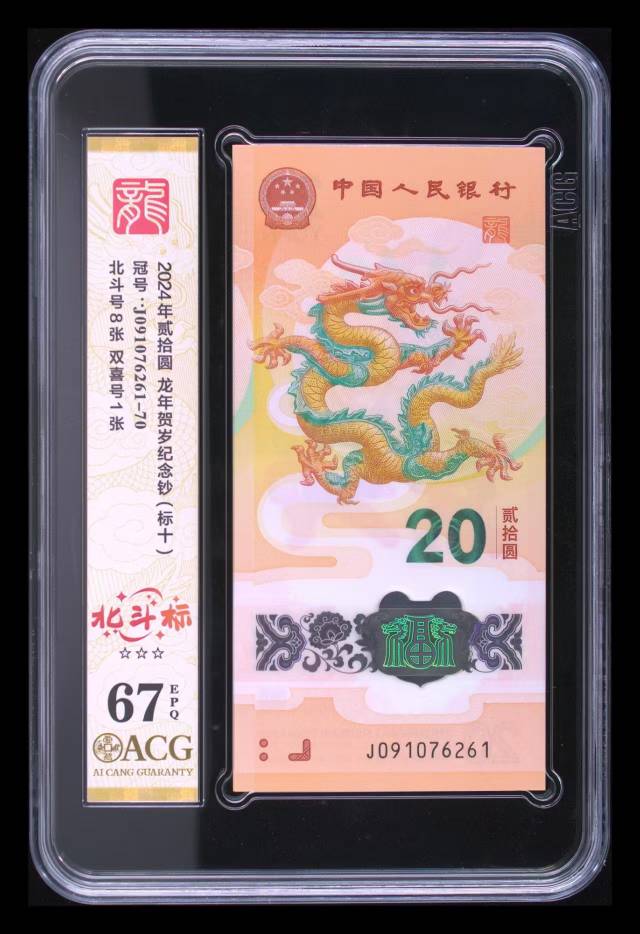 龍
2024年贰拾圆 龙年贺岁纪念钞（标十）
冠号：J091076261-70
北斗号8张 双喜号1张
北斗标
67
EPQ
ACG
AI CANG GUARANTY
中国人民银行
龍
20
贰拾圆
J091076261
ACG